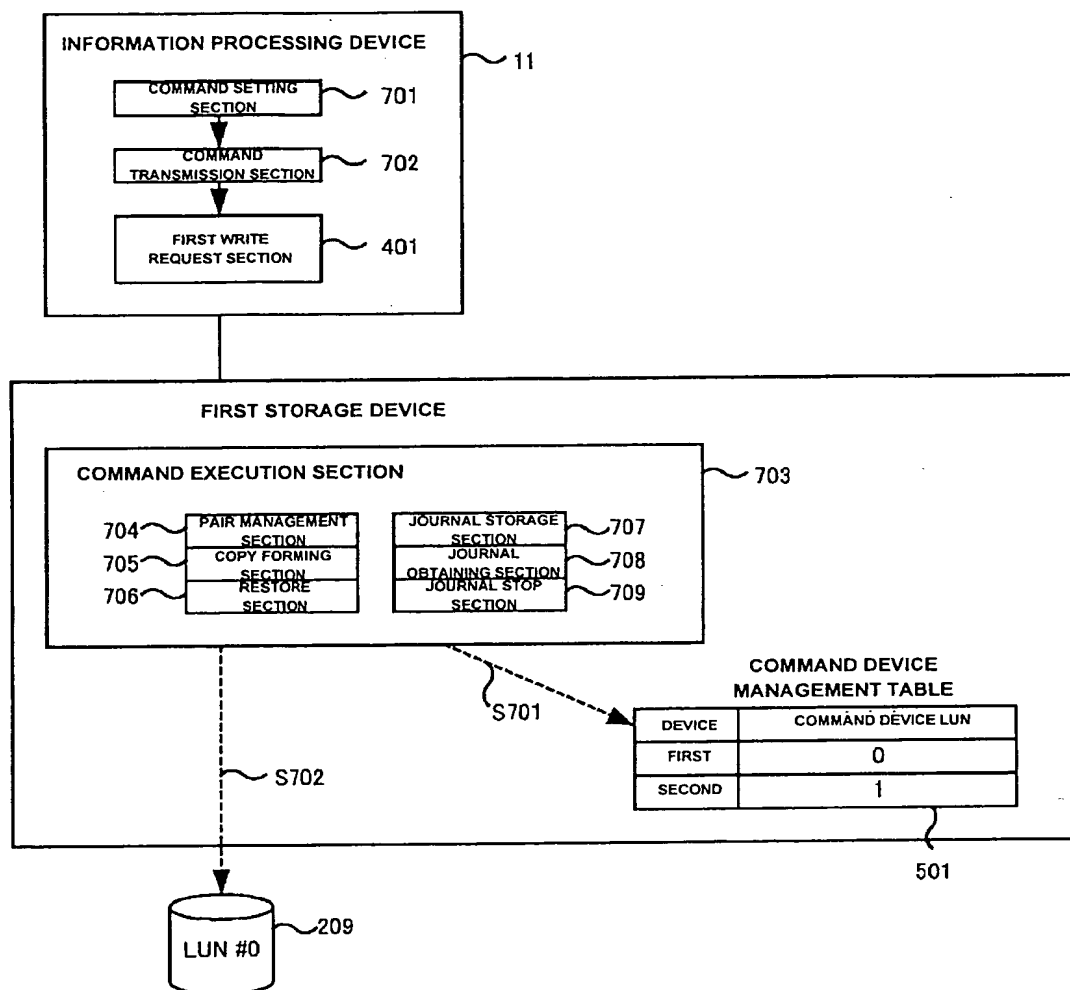 INFORMATION PROCESSING DEVICE
11
COMMAND SETTING
SECTION
701
COMMAND
TRANSMISSION SECTION
702
FIRST WRITE
REQUEST SECTION
401
FIRST STORAGE DEVICE
COMMAND EXECUTION SECTION
703
704
PAIR MANAGEMENT
SECTION
705
COPY FORMING
SECTION
706
RESTORE
SECTION
JOURNAL STORAGE
SECTION
707
JOURNAL
OBTAINING SECTION
708
JOURNAL STOP
SECTION
709
S701
S702
COMMAND DEVICE
MANAGEMENT TABLE
DEVICE COMMAND DEVICE LUN
FIRST 0
SECOND 1
501
LUN #0
209